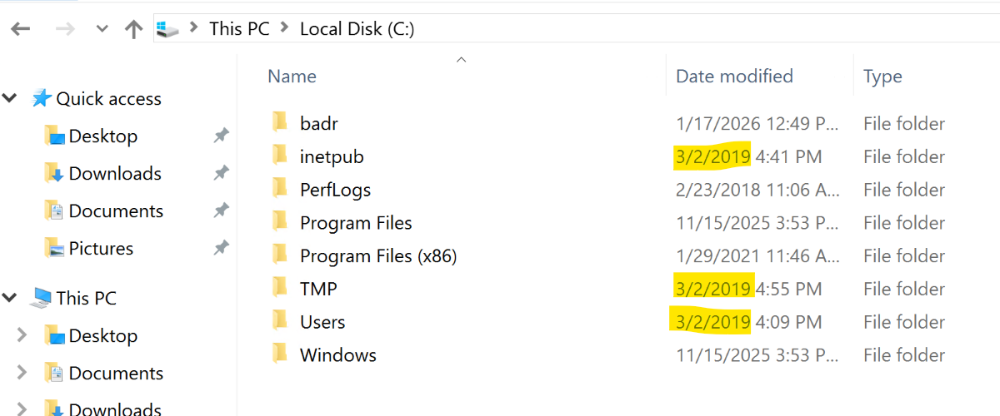 This PC > Local Disk (C:)
Name Date modified Type
Quick access
Desktop
Downloads
Documents
Pictures
This PC
Desktop
Documents
Downloads
badr 1/17/2026 12:49 P... File folder
inetpub 3/2/2019 4:41 PM File folder
PerfLogs 2/23/2018 11:06 A... File folder
Program Files 11/15/2025 3:53 P... File folder
Program Files (x86) 1/29/2021 11:46 A... File folder
TMP 3/2/2019 4:55 PM File folder
Users 3/2/2019 4:09 PM File folder
Windows 11/15/2025 3:53 P... File folder